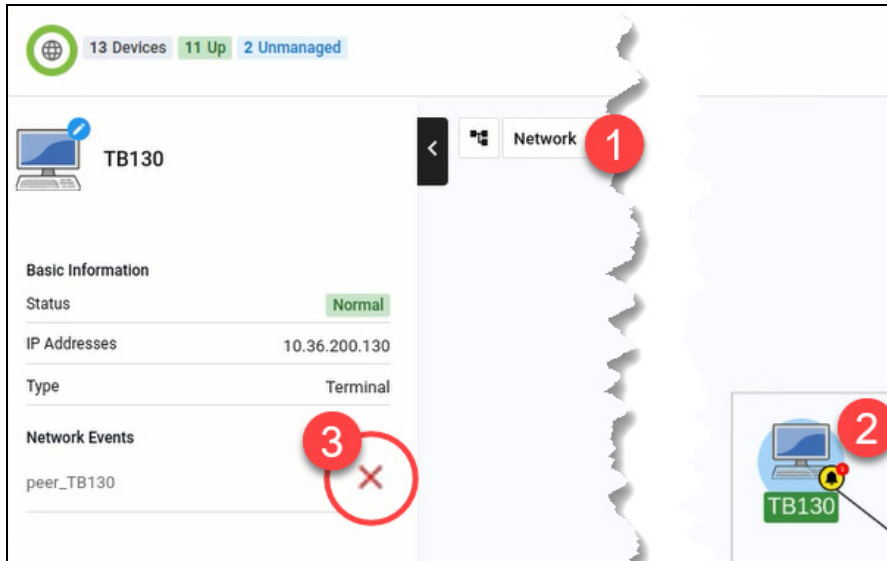 13 Devices 11 Up 2 Unmanaged
TB130
Network
1
Basic Information
Status Normal
IP Addresses 10.36.200.130
Type Terminal
Network Events
3
peer_TB130
2
1
TB130